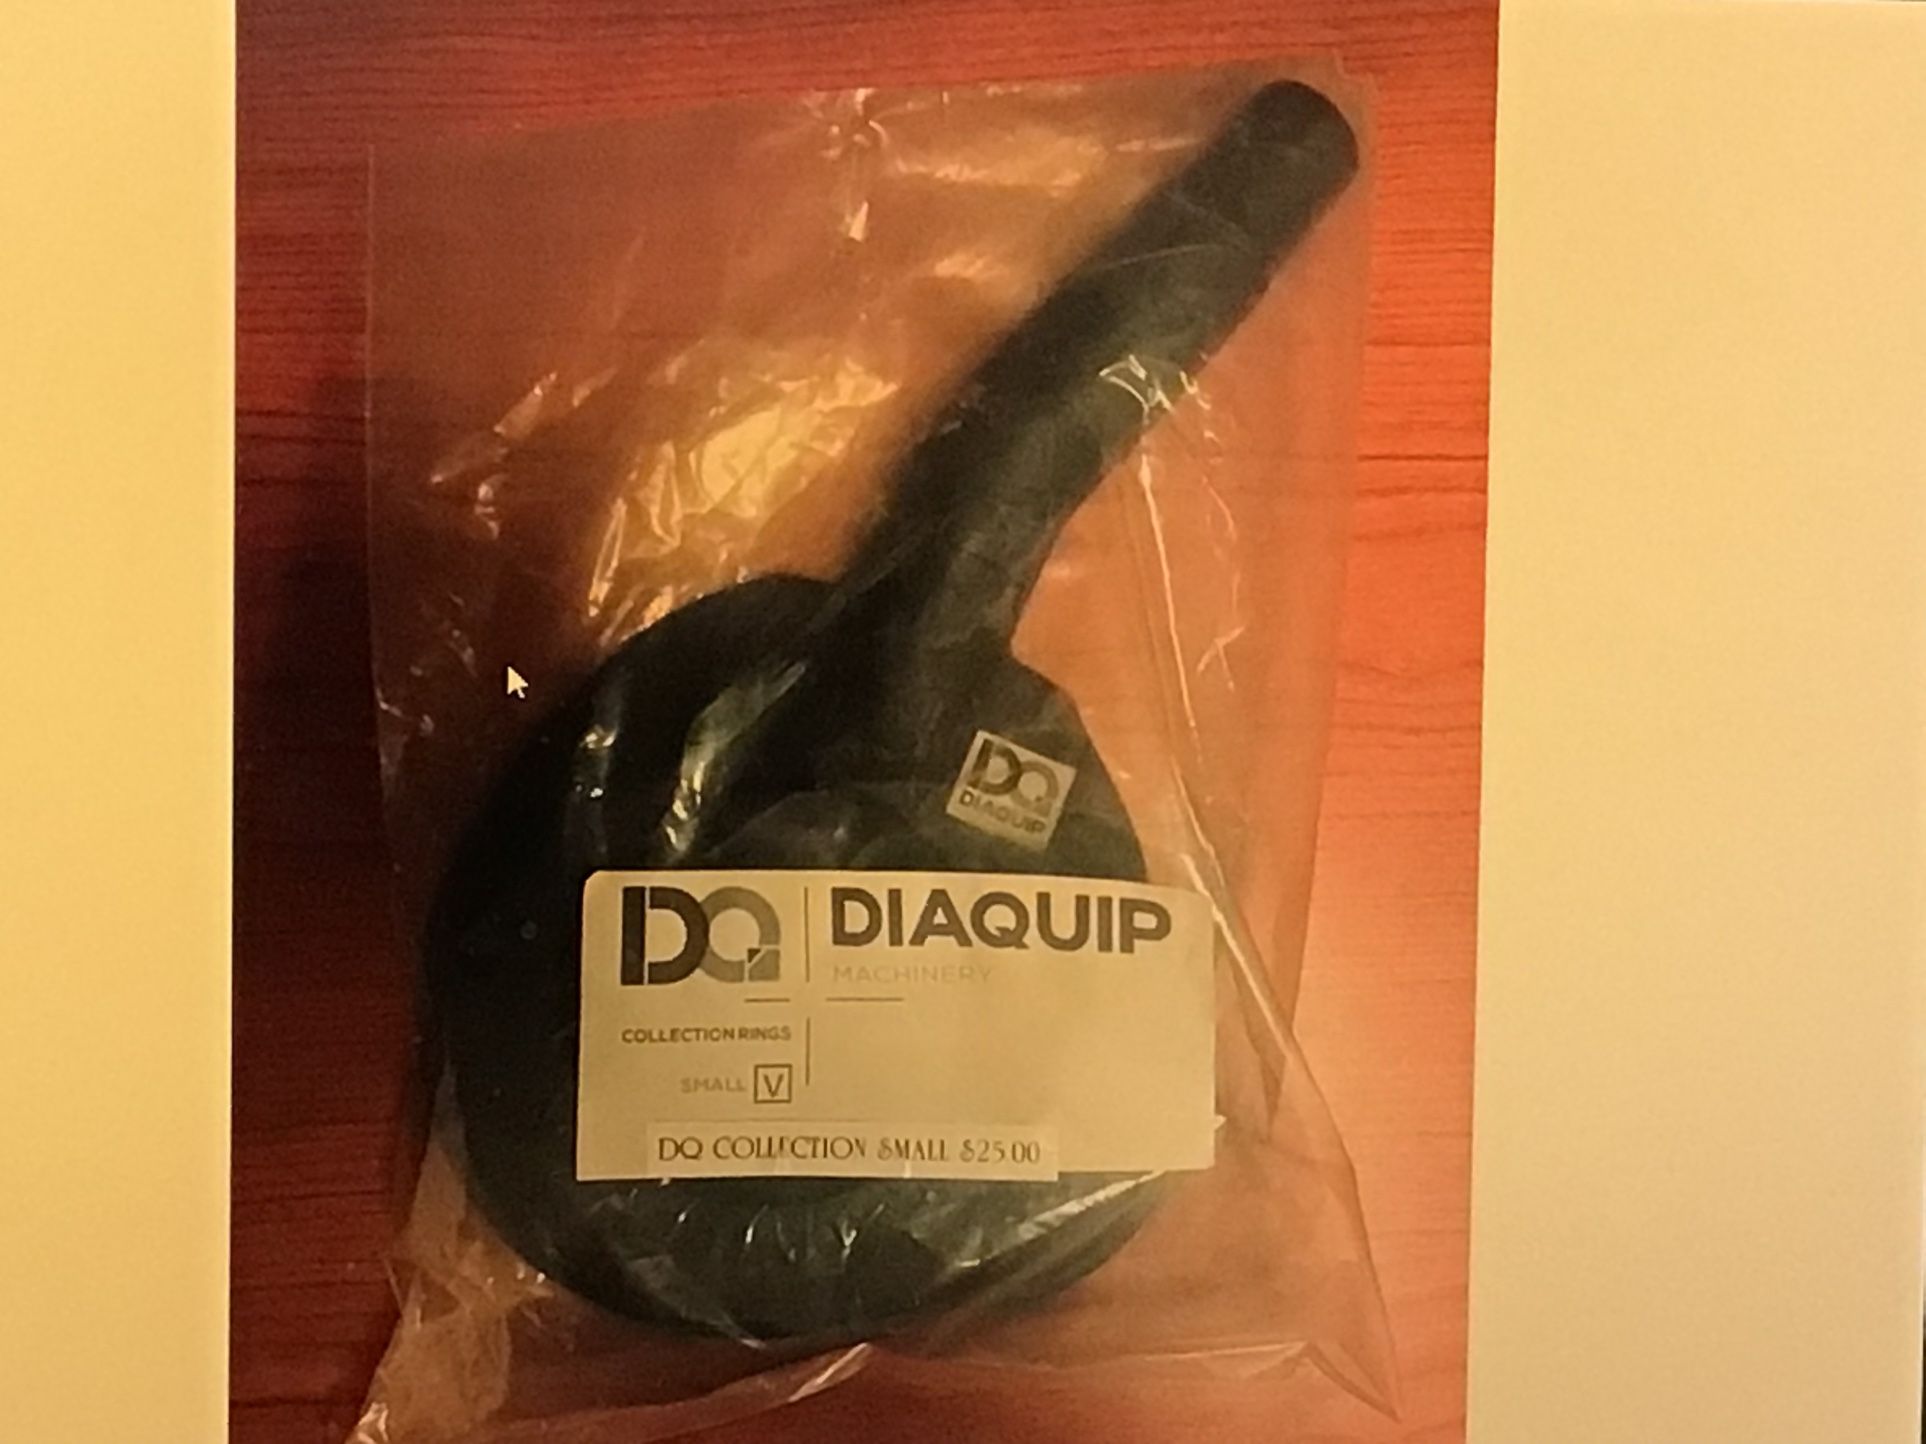 DQ
DIAQUIP
DQ
DIAQUIP
MACHINERY
COLLECTION RINGS
SMALL V
DQ COLLECTION SMALL $25.00